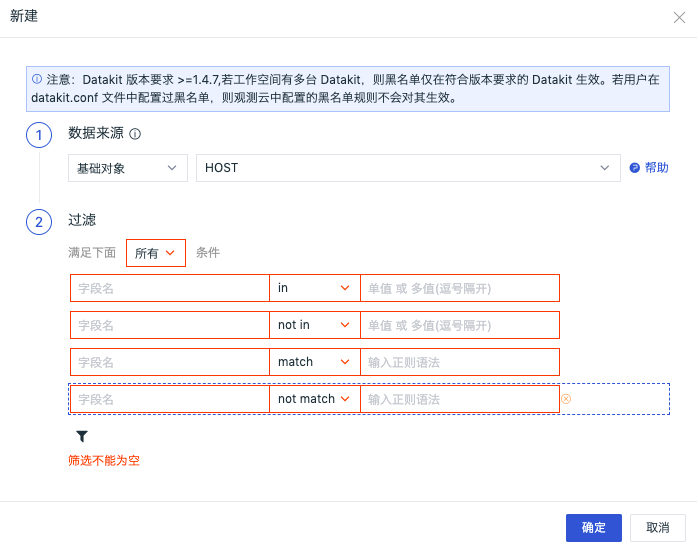 新建
注意：Datakit 版本要求 >=1.4.7,若工作空间有多台 Datakit，则黑名单仅在符合版本要求的 Datakit 生效。若用户在
datakit.conf 文件中配置过黑名单，则观测云中配置的黑名单规则不会对其生效。
1 数据来源
基础对象 HOST 帮助
2 过滤
满足下面 所有 条件
字段名 in 单值 或 多值(逗号隔开)
字段名 not in 单值 或 多值(逗号隔开)
字段名 match 输入正则语法
字段名 not match 输入正则语法
筛选不能为空
确定 取消